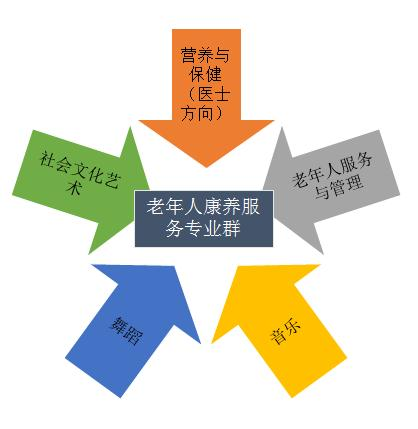 营养与
保健
（医士
方向）
社会文化艺
术
老年人服务
与管理
老年人康养服
务专业群
舞蹈
音乐